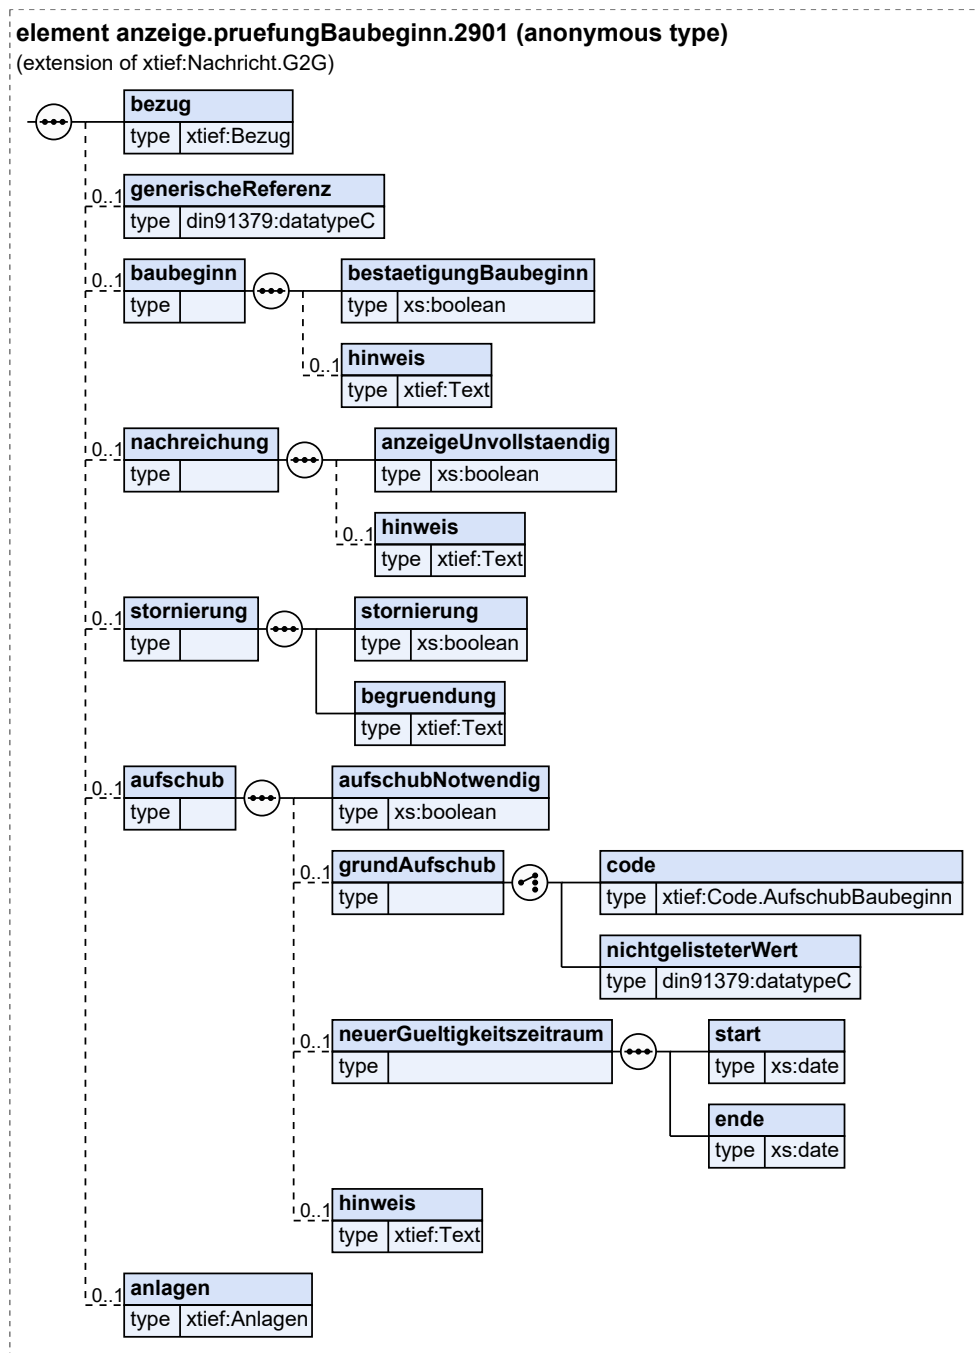 element anzeige.pruefungBaubeginn.2901 (anonymous type)
(extension of xtief:Nachricht.G2G)
bezug
type xtief:Bezug
0..1 generischeReferenz
type din91379:datatypeC
0..1 baubeginn
type
bestaetigungBaubeginn
type xs:boolean
0..1 hinweis
type xtief:Text
0..1 nachreichung
type
anzeigeUnvollstaendig
type xs:boolean
0..1 hinweis
type xtief:Text
0..1 stornierung
type
stornierung
type xs:boolean
begruendung
type xtief:Text
0..1 aufschub
type
aufschubNotwendig
type xs:boolean
0..1 grundAufschub
type
code
type xtief:Code.AufschubBaubeginn
nichtgelisteterWert
type din91379:datatypeC
0..1 neuerGueltigkeitszeitraum
type
start
type xs:date
ende
type xs:date
0..1 hinweis
type xtief:Text
0..1 anlagen
type xtief:Anlagen